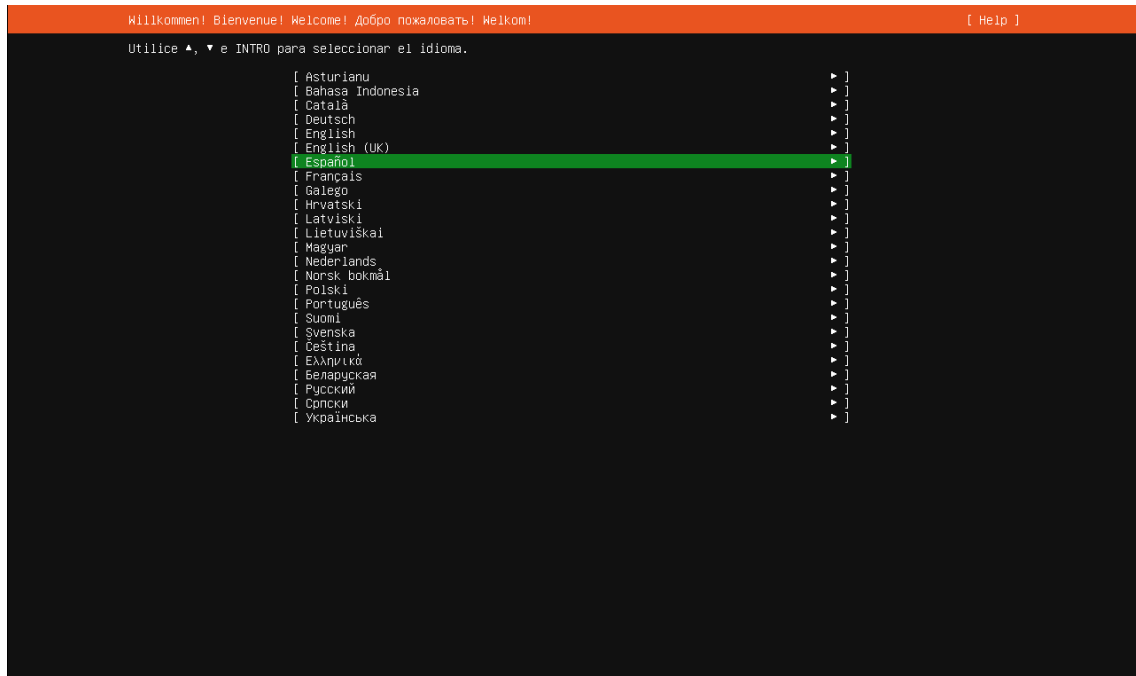 Willkommen! Bienvenue! Welcome! Добро пожаловать! Welkom! [ Help ]
Utilice ▲, ▼ e INTRO para seleccionar el idioma.
[ Asturianu ► ]
[ Bahasa Indonesia ► ]
[ Català ► ]
[ Deutsch ► ]
[ English ► ]
[ English (UK) ► ]
[ Español ► ]
[ Français ► ]
[ Galego ► ]
[ Hrvatski ► ]
[ Latviski ► ]
[ Lietuviškai ► ]
[ Magyar ► ]
[ Nederlands ► ]
[ Norsk bokmål ► ]
[ Polski ► ]
[ Português ► ]
[ Suomi ► ]
[ Svenska ► ]
[ Čeština ► ]
[ Ελληνικά ► ]
[ Беларуская ► ]
[ Русский ► ]
[ Српски ► ]
[ Українська ► ]